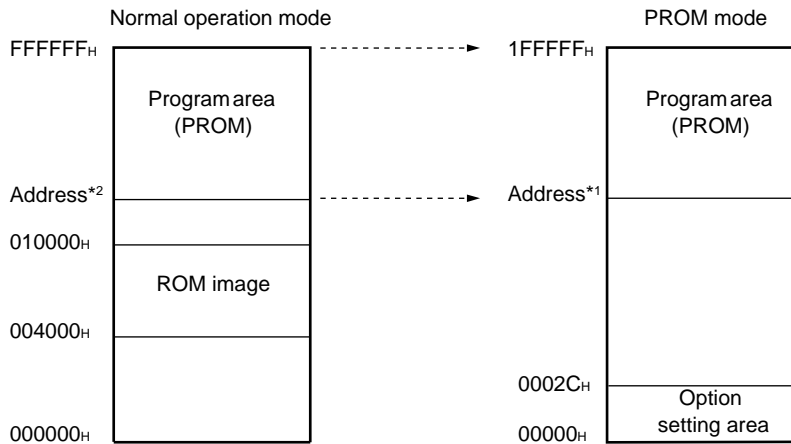 Normal operation mode
PROM mode
FFFFFFH
1FFFFFH
Program area
(PROM)
Program area
(PROM)
Address*2
Address*1
010000H
ROM image
004000H
0002CH
Option
setting area
000000H
00000H